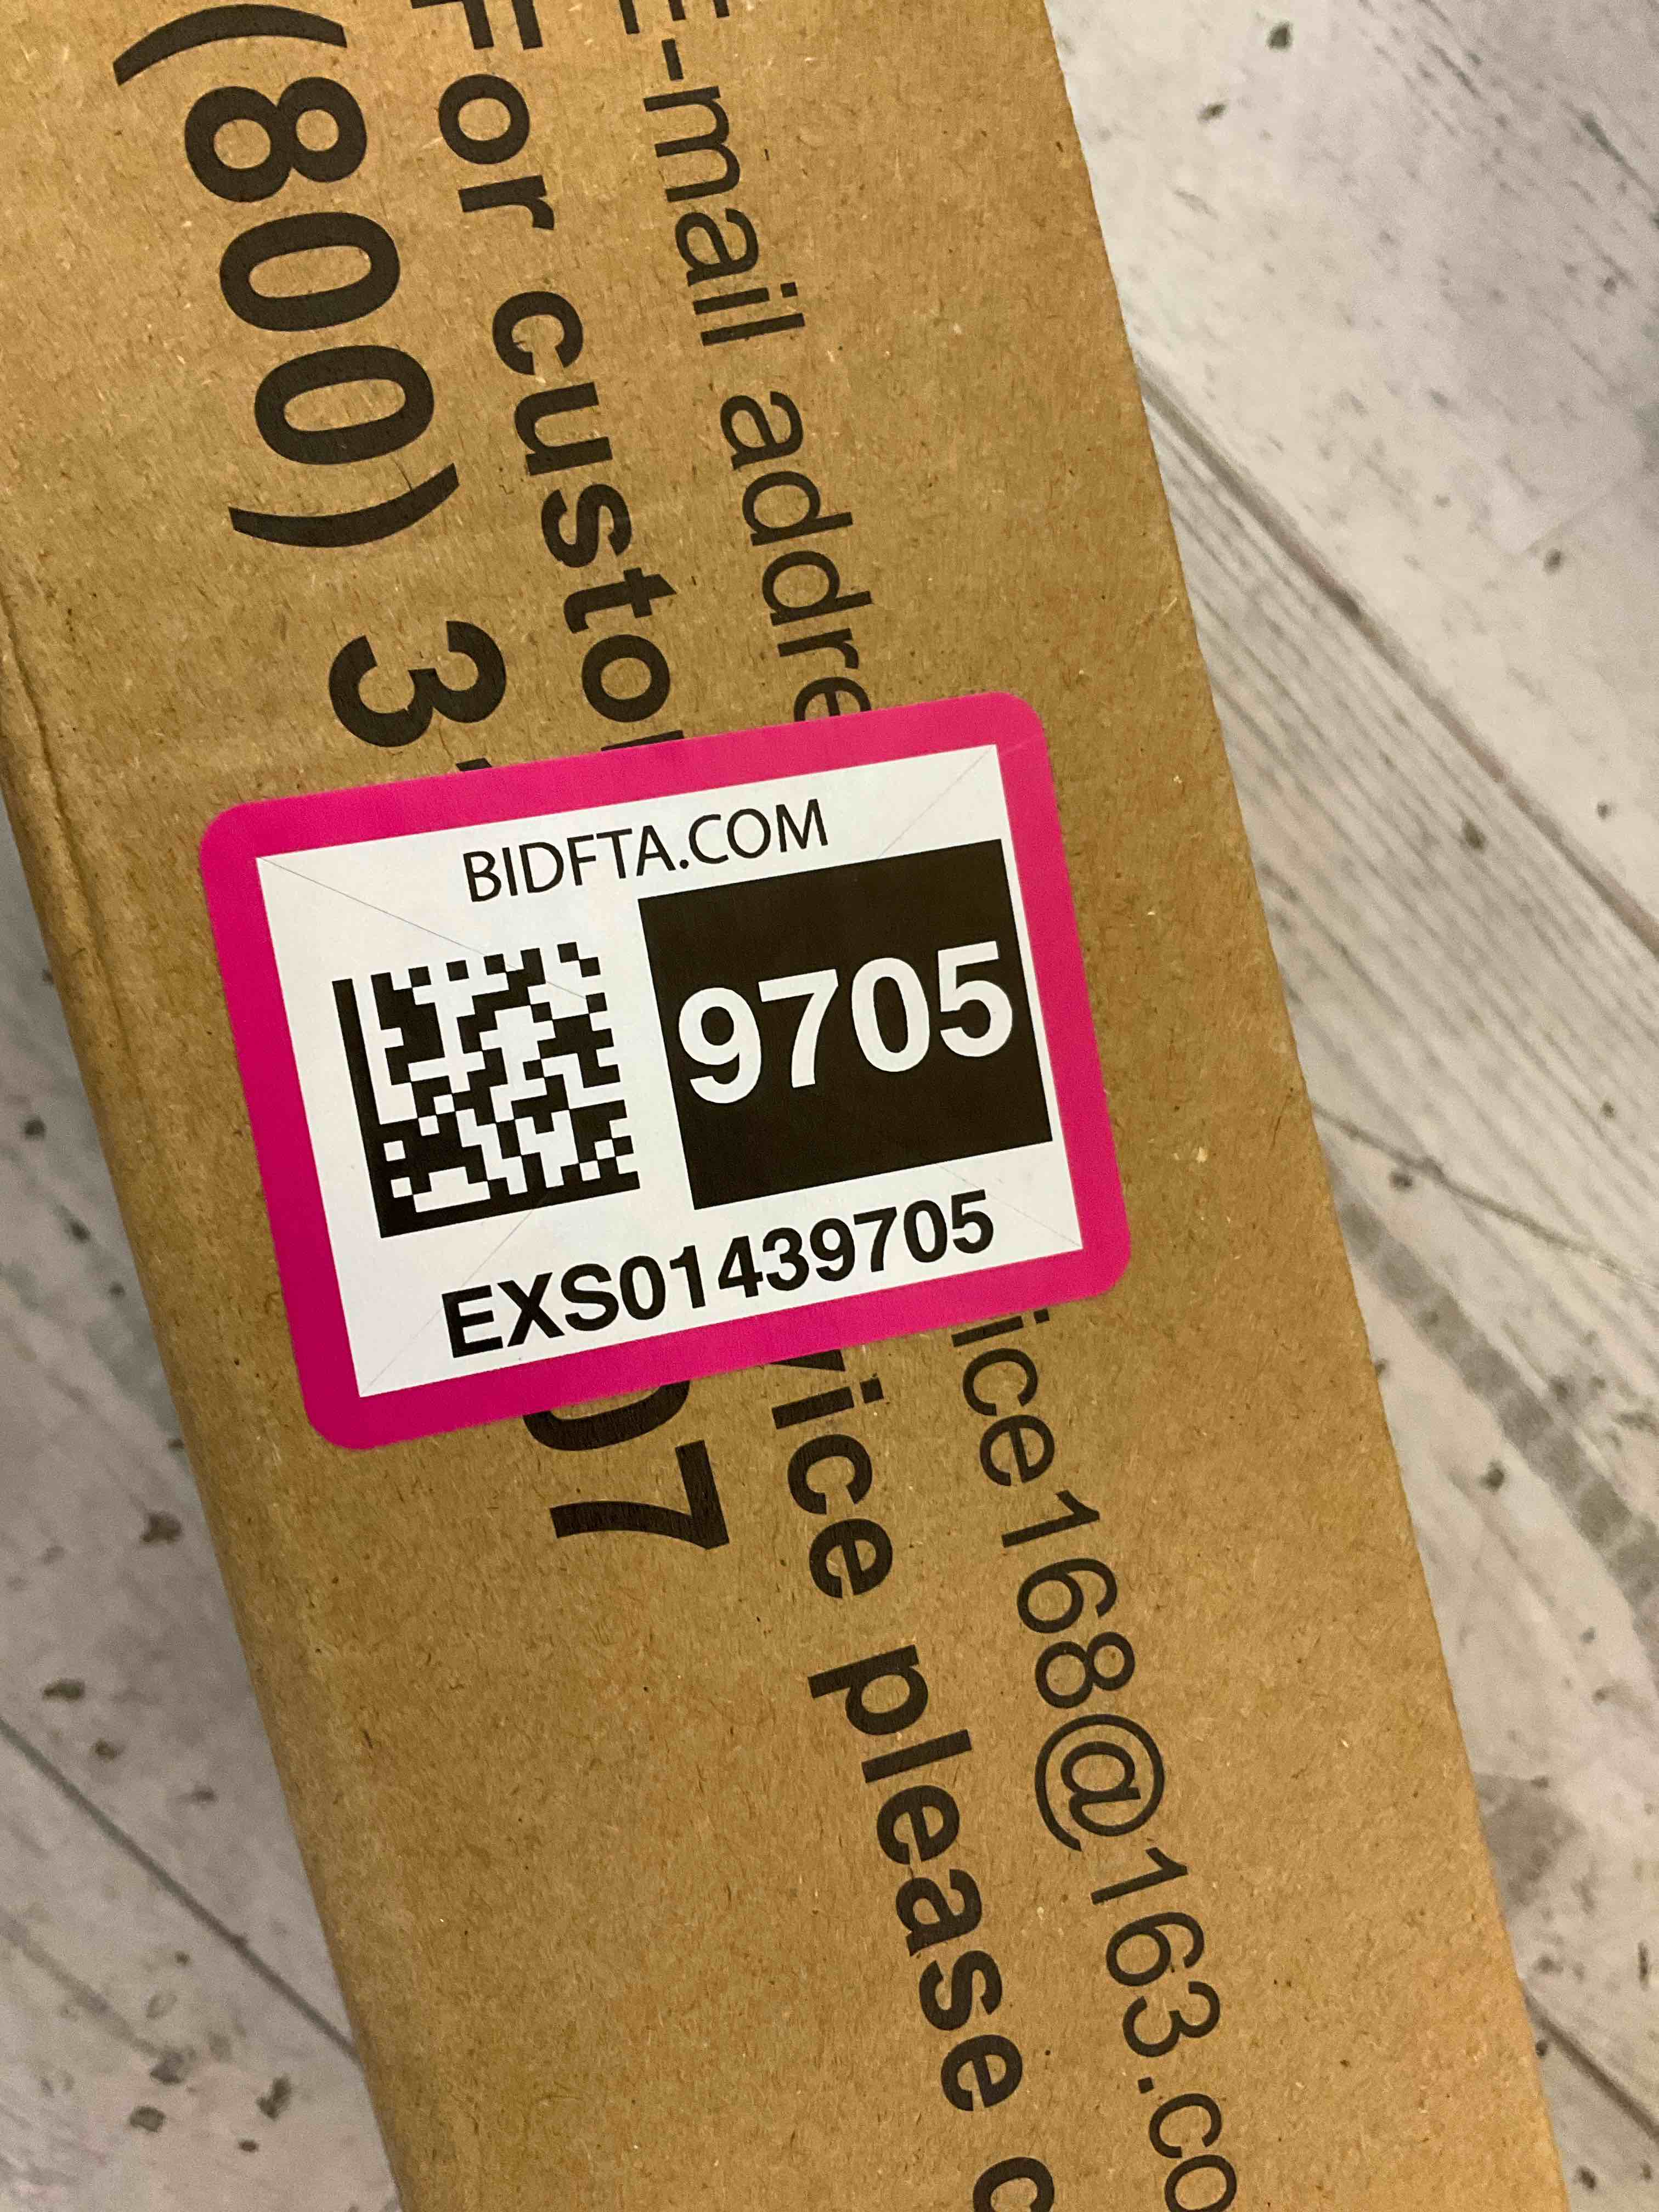 E-mail addre ice168@163.co
For custo vice please c
(800) 3 07
BIDFTA.COM
9705
EXS01439705